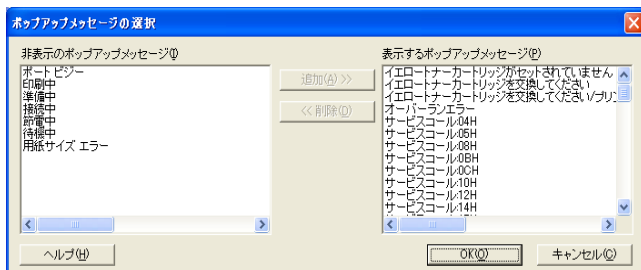 ポップアップメッセージの選択
非表示のポップアップメッセージ(I)
ポート ビジー
印刷中
準備中
接続中
節電中
待機中
用紙サイズ エラー
追加(A) >>
<< 削除(D)
表示するポップアップメッセージ(P)
イエロートナーカートリッジがセットされていません
イエロートナーカートリッジを交換してください
イエロートナーカートリッジを交換してください/プリン
オーバーランエラー
サービスコール:04H
サービスコール:05H
サービスコール:08H
サービスコール:0BH
サービスコール:0CH
サービスコール:10H
サービスコール:12H
サービスコール:14H
ヘルプ(H)
OK(O)
キャンセル(C)